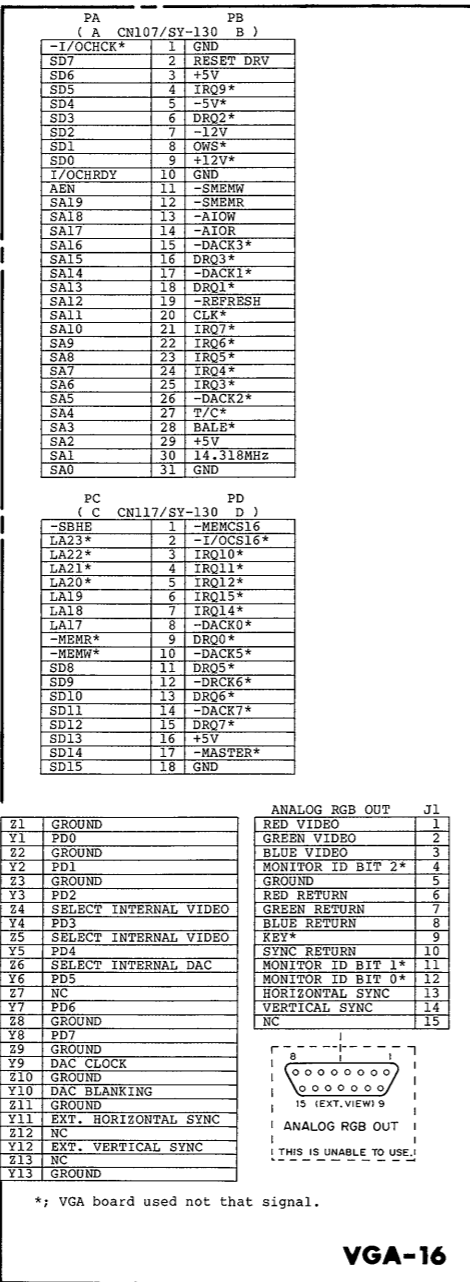 PA PB
( A CN107/SY-130 B )
-I/OCHCK* 1 GND
SD7 2 RESET DRV
SD6 3 +5V
SD5 4 IRQ9*
SD4 5 -5V*
SD3 6 DRQ2*
SD2 7 -12V
SD1 8 OWS*
SD0 9 +12V*
I/OCHRDY 10 GND
AEN 11 -SMEMW
SA19 12 -SMEMR
SA18 13 -AIOW
SA17 14 -AIOR
SA16 15 -DACK3*
SA15 16 DRQ3*
SA14 17 -DACK1*
SA13 18 DRQ1*
SA12 19 -REFRESH
SA11 20 CLK*
SA10 21 IRQ7*
SA9 22 IRQ6*
SA8 23 IRQ5*
SA7 24 IRQ4*
SA6 25 IRQ3*
SA5 26 -DACK2*
SA4 27 T/C*
SA3 28 BALE*
SA2 29 +5V
SA1 30 14.318MHz
SA0 31 GND
PC PD
( C CN117/SY-130 D )
-SBHE 1 -MEMCS16
LA23* 2 -I/OCS16*
LA22* 3 IRQ10*
LA21* 4 IRQ11*
LA20* 5 IRQ12*
LA19 6 IRQ15*
LA18 7 IRQ14*
LA17 8 -DACK0*
-MEMR* 9 DRQ0*
-MEMW* 10 -DACK5*
SD8 11 DRQ5*
SD9 12 -DRCK6*
SD10 13 DRQ6*
SD11 14 -DACK7*
SD12 15 DRQ7*
SD13 16 +5V
SD14 17 -MASTER*
SD15 18 GND
Z1 GROUND
Y1 PD0
Z2 GROUND
Y2 PD1
Z3 GROUND
Y3 PD2
Z4 SELECT INTERNAL VIDEO
Y4 PD3
Z5 SELECT INTERNAL VIDEO
Y5 PD4
Z6 SELECT INTERNAL DAC
Y6 PD5
Z7 NC
Y7 PD6
Z8 GROUND
Y8 PD7
Z9 GROUND
Y9 DAC CLOCK
Z10 GROUND
Y10 DAC BLANKING
Z11 GROUND
Y11 EXT. HORIZONTAL SYNC
Z12 NC
Y12 EXT. VERTICAL SYNC
Z13 NC
Y13 GROUND
ANALOG RGB OUT J1
RED VIDEO 1
GREEN VIDEO 2
BLUE VIDEO 3
MONITOR ID BIT 2* 4
GROUND 5
RED RETURN 6
GREEN RETURN 7
BLUE RETURN 8
KEY* 9
SYNC RETURN 10
MONITOR ID BIT 1* 11
MONITOR ID BIT 0* 12
HORIZONTAL SYNC 13
VERTICAL SYNC 14
NC 15
8 1
15 (EXT. VIEW) 9
ANALOG RGB OUT
THIS IS UNABLE TO USE.
*; VGA board used not that signal.
VGA-16